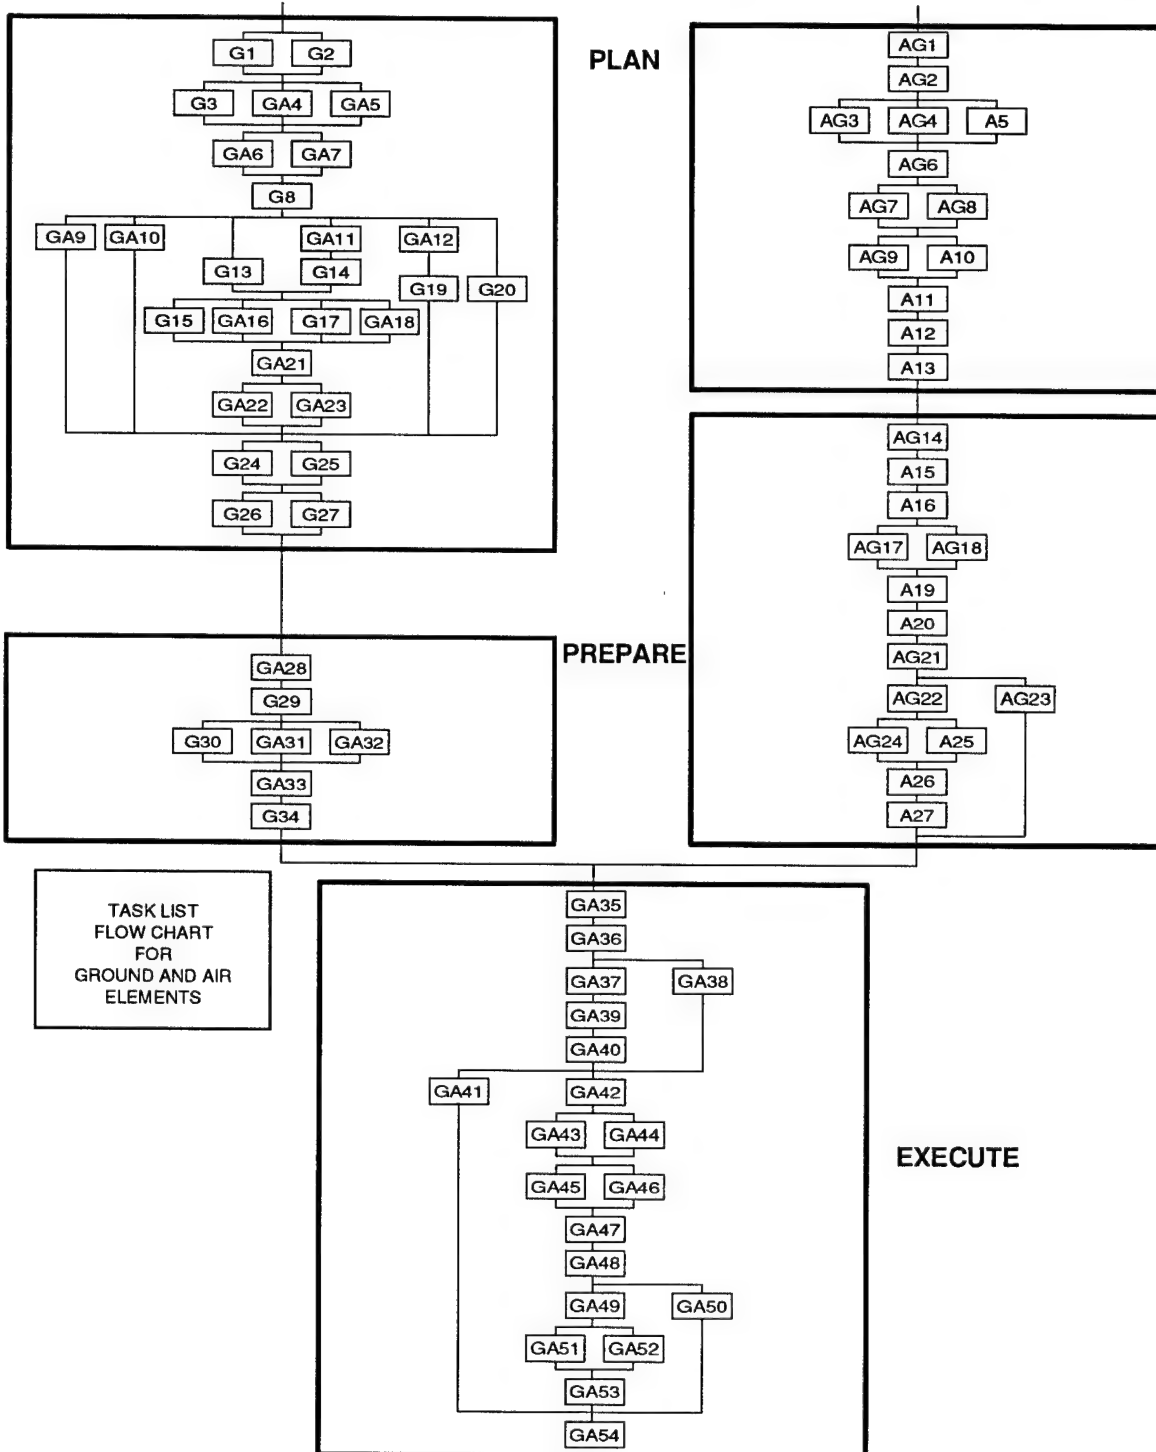 PLAN
G1 G2
G3 GA4 GA5
GA6 GA7
G8
GA9 GA10 GA11 GA12
G13 G14 G19 G20
G15 GA16 G17 GA18
GA21
GA22 GA23
G24 G25
G26 G27
AG1
AG2
AG3 AG4 A5
AG6
AG7 AG8
AG9 A10
A11
A12
A13
PREPARE
GA28
G29
G30 GA31 GA32
GA33
G34
AG14
A15
A16
AG17 AG18
A19
A20
AG21
AG22 AG23
AG24 A25
A26
A27
TASK LIST
FLOW CHART
FOR
GROUND AND AIR
ELEMENTS
EXECUTE
GA35
GA36
GA37 GA38
GA39
GA40
GA41 GA42
GA43 GA44
GA45 GA46
GA47
GA48
GA49 GA50
GA51 GA52
GA53
GA54